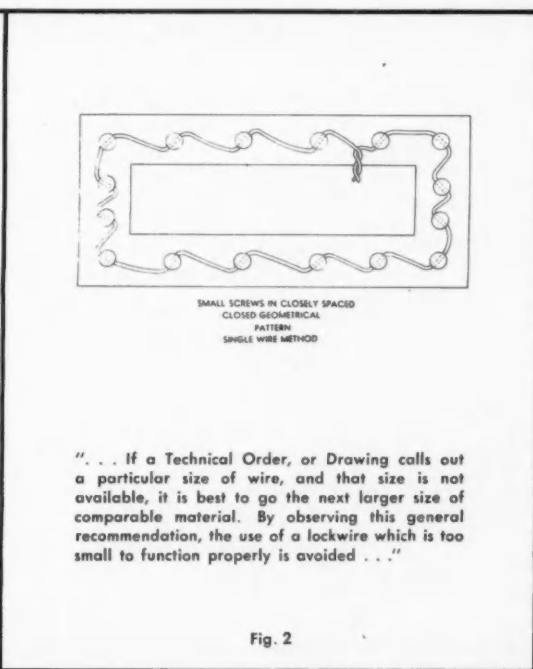 SMALL SCREWS IN CLOSELY SPACED
CLOSED GEOMETRICAL
PATTERN
SINGLE WIRE METHOD
". . . If a Technical Order, or Drawing calls out
a particular size of wire, and that size is not
available, it is best to go the next larger size of
comparable material. By observing this general
recommendation, the use of a lockwire which is too
small to function properly is avoided . . ."
Fig. 2